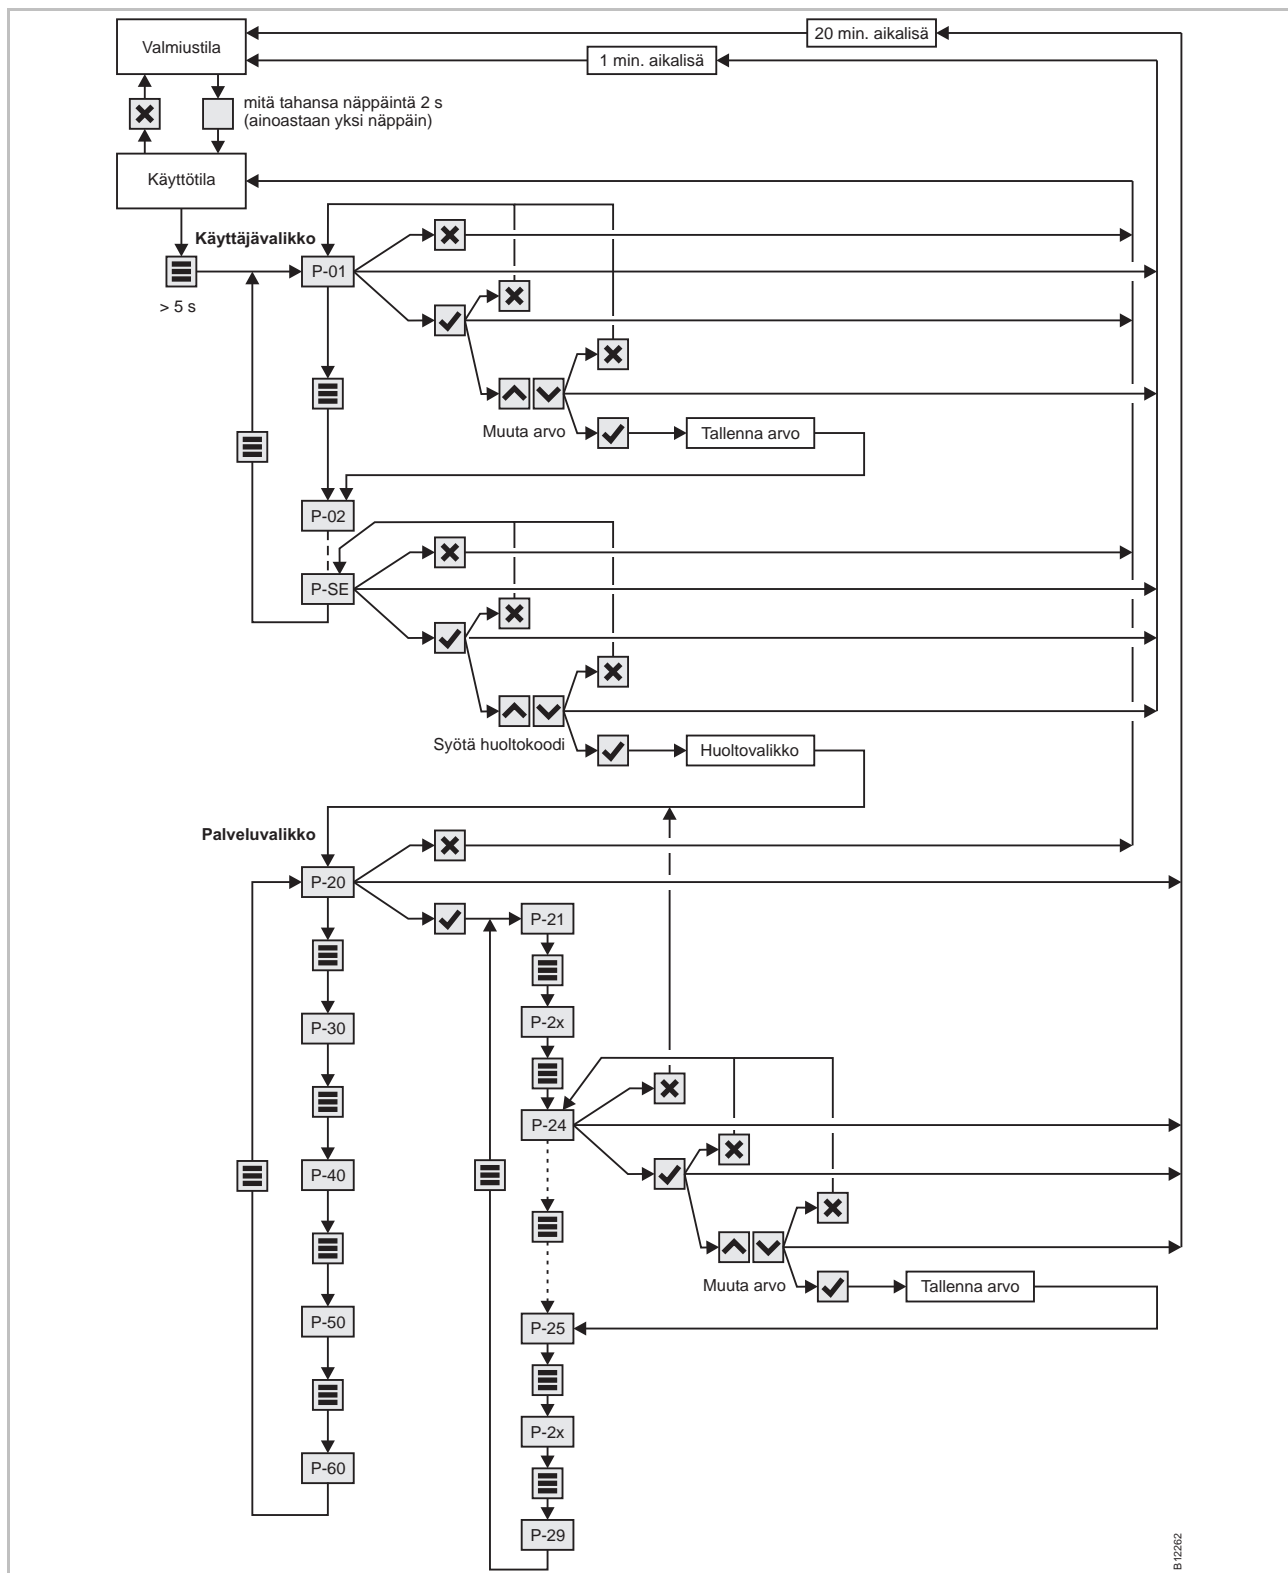 20 min. aikalisä
Valmiustila
1 min. aikalisä
mitä tahansa näppäintä 2 s
(ainoastaan yksi näppäin)
Käyttötila
Käyttäjävalikko
P-01
> 5 s
Muuta arvo
Tallenna arvo
P-02
P-SE
Syötä huoltokoodi
Huoltovalikko
Palveluvalikko
P-20
P-21
P-2x
P-30
P-24
P-40
Muuta arvo
Tallenna arvo
P-50
P-25
P-2x
P-60
P-29
B12262